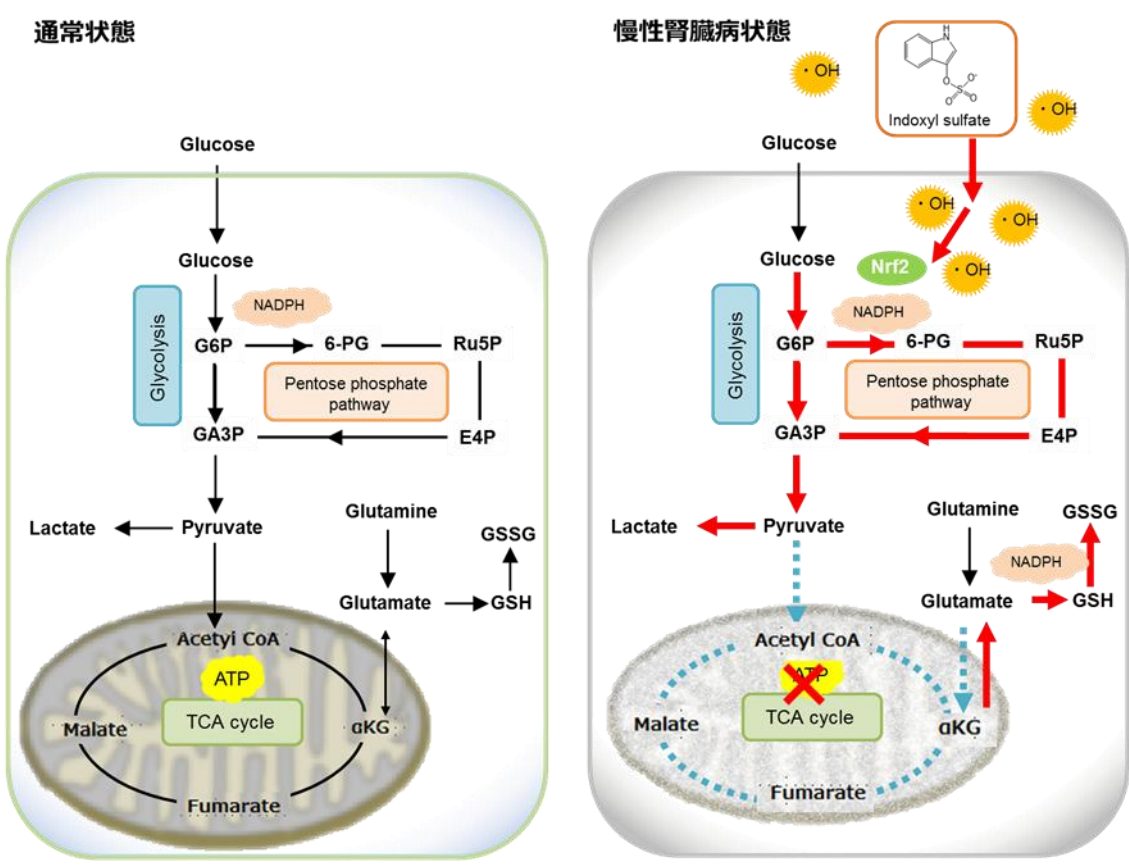 通常状態
Glucose
Glucose
NADPH
Glycolysis
G6P
6-PG
Ru5P
Pentose phosphate
pathway
GA3P
E4P
Lactate
Pyruvate
Glutamine
GSSG
Glutamate
GSH
Acetyl CoA
ATP
TCA cycle
Malate
αKG
Fumarate
慢性腎臓病状態
・OH
N
H
O
S
O-
O
O
Indoxyl sulfate
・OH
Glucose
・OH
・OH
Glucose
Nrf2
・OH
NADPH
Glycolysis
G6P
6-PG
Ru5P
Pentose phosphate
pathway
GA3P
E4P
Lactate
Pyruvate
Glutamine
GSSG
NADPH
Glutamate
GSH
Acetyl CoA
ATP
TCA cycle
Malate
αKG
Fumarate